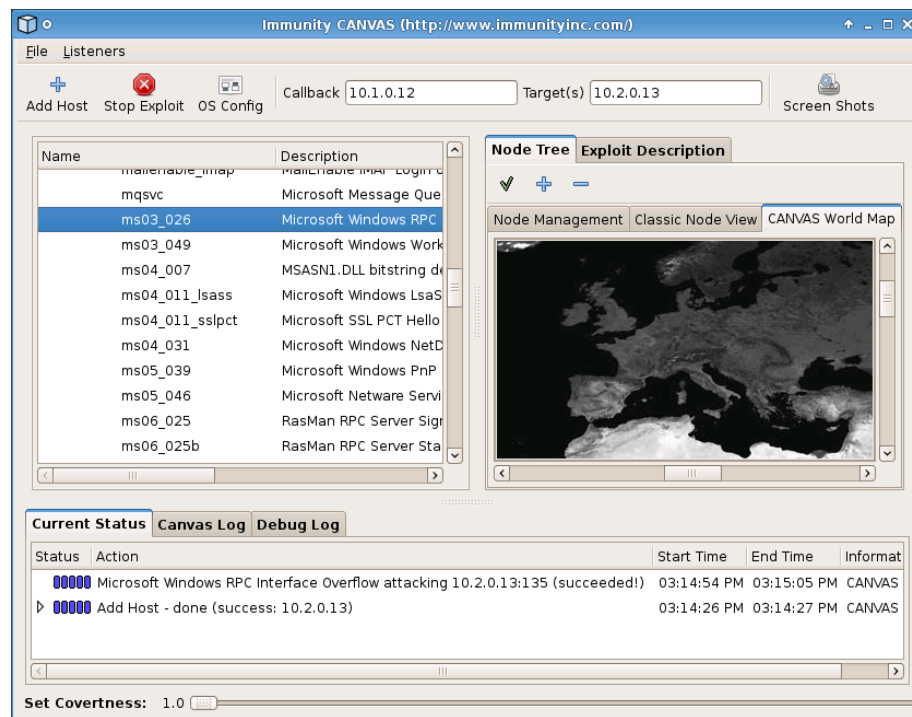 Immunity CANVAS (http://www.immunityinc.com/)
File Listeners
Add Host Stop Exploit OS Config Callback 10.1.0.12 Target(s) 10.2.0.13 Screen Shots
Name Description
mailenable_imap MailEnable IMAP Login
mqsvc Microsoft Message Que
ms03_026 Microsoft Windows RPC
ms03_049 Microsoft Windows Work
ms04_007 MSASN1.DLL bitstring de
ms04_011_lsass Microsoft Windows LsaS
ms04_011_sslpct Microsoft SSL PCT Hello
ms04_031 Microsoft Windows NetD
ms05_039 Microsoft Windows PnP
ms05_046 Microsoft Netware Servi
ms06_025 RasMan RPC Server Sigr
ms06_025b RasMan RPC Server Sta
Node Tree Exploit Description
Node Management Classic Node View CANVAS World Map
Current Status Canvas Log Debug Log
Status Action Start Time End Time Informat
Microsoft Windows RPC Interface Overflow attacking 10.2.0.13:135 (succeeded!) 03:14:54 PM 03:15:05 PM CANVAS
Add Host - done (success: 10.2.0.13) 03:14:26 PM 03:14:27 PM CANVAS
Set Covertness: 1.0